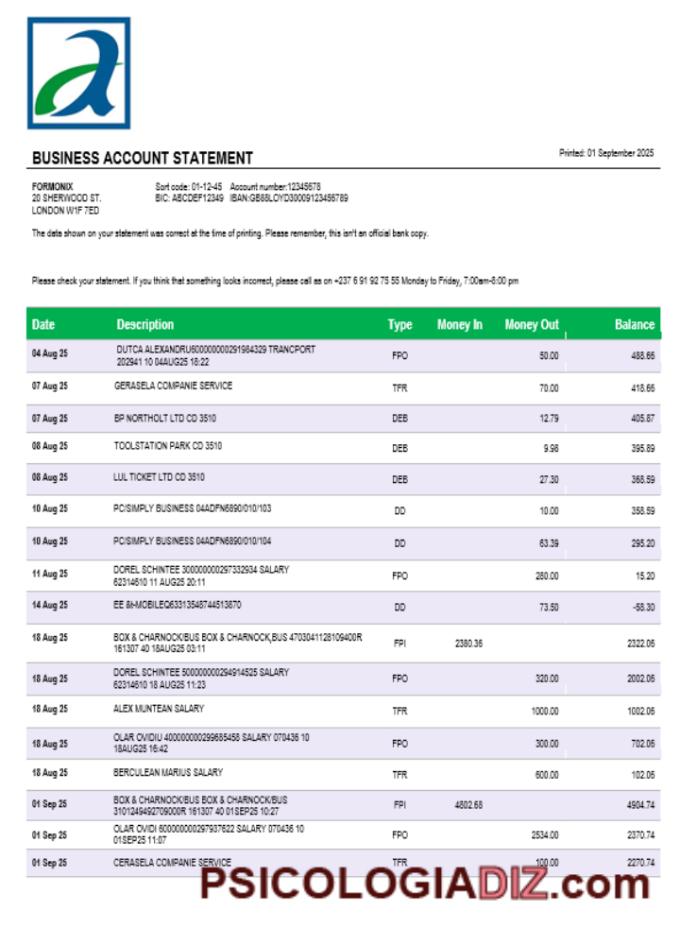 BUSINESS ACCOUNT STATEMENT
Printed: 01 September 2025
FORMONIX
20 SHERWOOD ST.
LONDON W1F 7ED
Sort code: 01-12-45 Account number:12345678
BIC: ABCDEF12349 IBAN:GB88LOYD30009123456789
The data shown on your statement was correct at the time of printing. Please remember, this isn't an official bank copy.
Please check your statement. If you think that something looks incorrect, please call as on +237 6 91 92 75 55 Monday to Friday, 7:00am-8:00 pm
Date Description Type Money In Money Out Balance
04 Aug 25 DUTCA ALEXANDRU600000000291984329 TRANCPORT
202941 10 04AUG25 18:22 FPO 50.00 488.66
07 Aug 25 GERASELA COMPANIE SERVICE TFR 70.00 418.66
07 Aug 25 BP NORTHOLT LTD CD 3510 DEB 12.79 405.87
08 Aug 25 TOOLSTATION PARK CD 3510 DEB 9.98 395.89
08 Aug 25 LUL TICKET LTD CD 3510 DEB 27.30 368.59
10 Aug 25 PC/SIMPLY BUSINESS 04ADFN6890/010/103 DD 10.00 358.59
10 Aug 25 PC/SIMPLY BUSINESS 04ADFN6890/010/104 DD 63.39 295.20
11 Aug 25 DOREL SCHINTEE 300000000297332934 SALARY
62314610 11 AUG25 20:11 FPO 280.00 15.20
14 Aug 25 EE &t-MOBILEQ63313548744513870 DD 73.50 -58.30
18 Aug 25 BOX & CHARNOCK/BUS BOX & CHARNOCK,BUS 4703041128109400R
161307 40 18AUG25 03:11 FPI 2380.36 2322.06
18 Aug 25 DOREL SCHINTEE 500000000294914525 SALARY
62314610 18 AUG25 11:23 FPO 320.00 2002.06
18 Aug 25 ALEX MUNTEAN SALARY TFR 1000.00 1002.06
18 Aug 25 OLAR OVIDIU 400000000299685458 SALARY 070436 10
18AUG25 16:42 FPO 300.00 702.06
18 Aug 25 BERCULEAN MARIUS SALARY TFR 600.00 102.06
01 Sep 25 BOX & CHARNOCK/BUS BOX & CHARNOCK/BUS
3101249492709000R 161307 40 01SEP25 10:27 FPI 4802.68 4904.74
01 Sep 25 OLAR OVIDI 600000000297937622 SALARY 070436 10
01SEP25 11:07 FPO 2534.00 2370.74
01 Sep 25 CERASELA COMPANIE SERVICE TFR 100.00 2270.74
PSICOLOGIADIZ.com